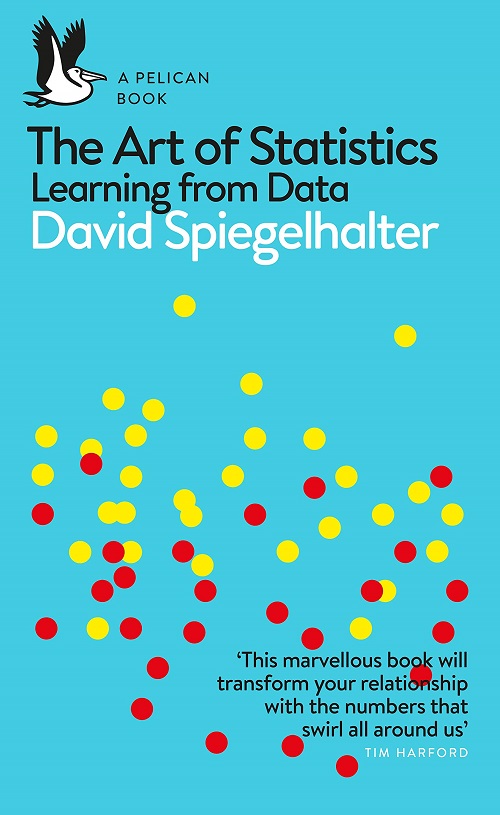 A PELICAN
BOOK
The Art of Statistics
Learning from Data
David Spiegelhalter
‘This marvellous book will
transform your relationship
with the numbers that
swirl all around us’
TIM HARFORD